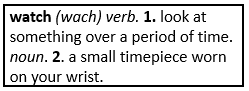 watch (wach) verb. 1. look at
something over a period of time.
noun. 2. a small timepiece worn
on your wrist.